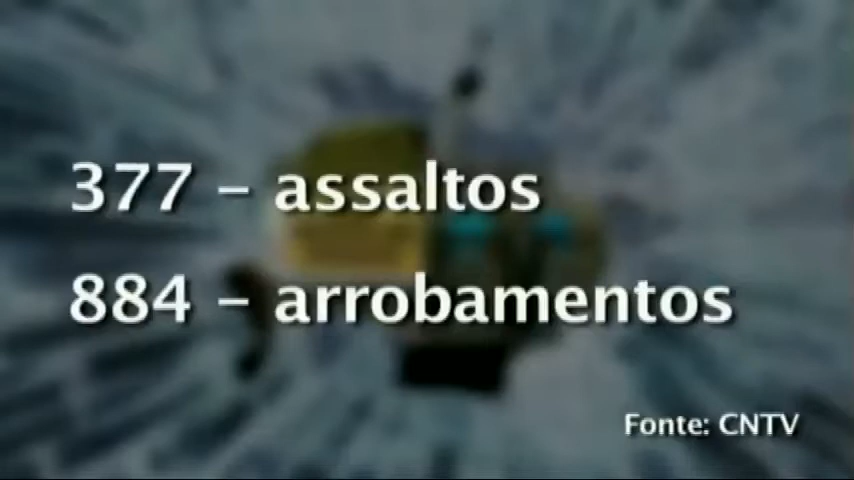 377 – assaltos
884 – arrobamentos
Fonte: CNTV